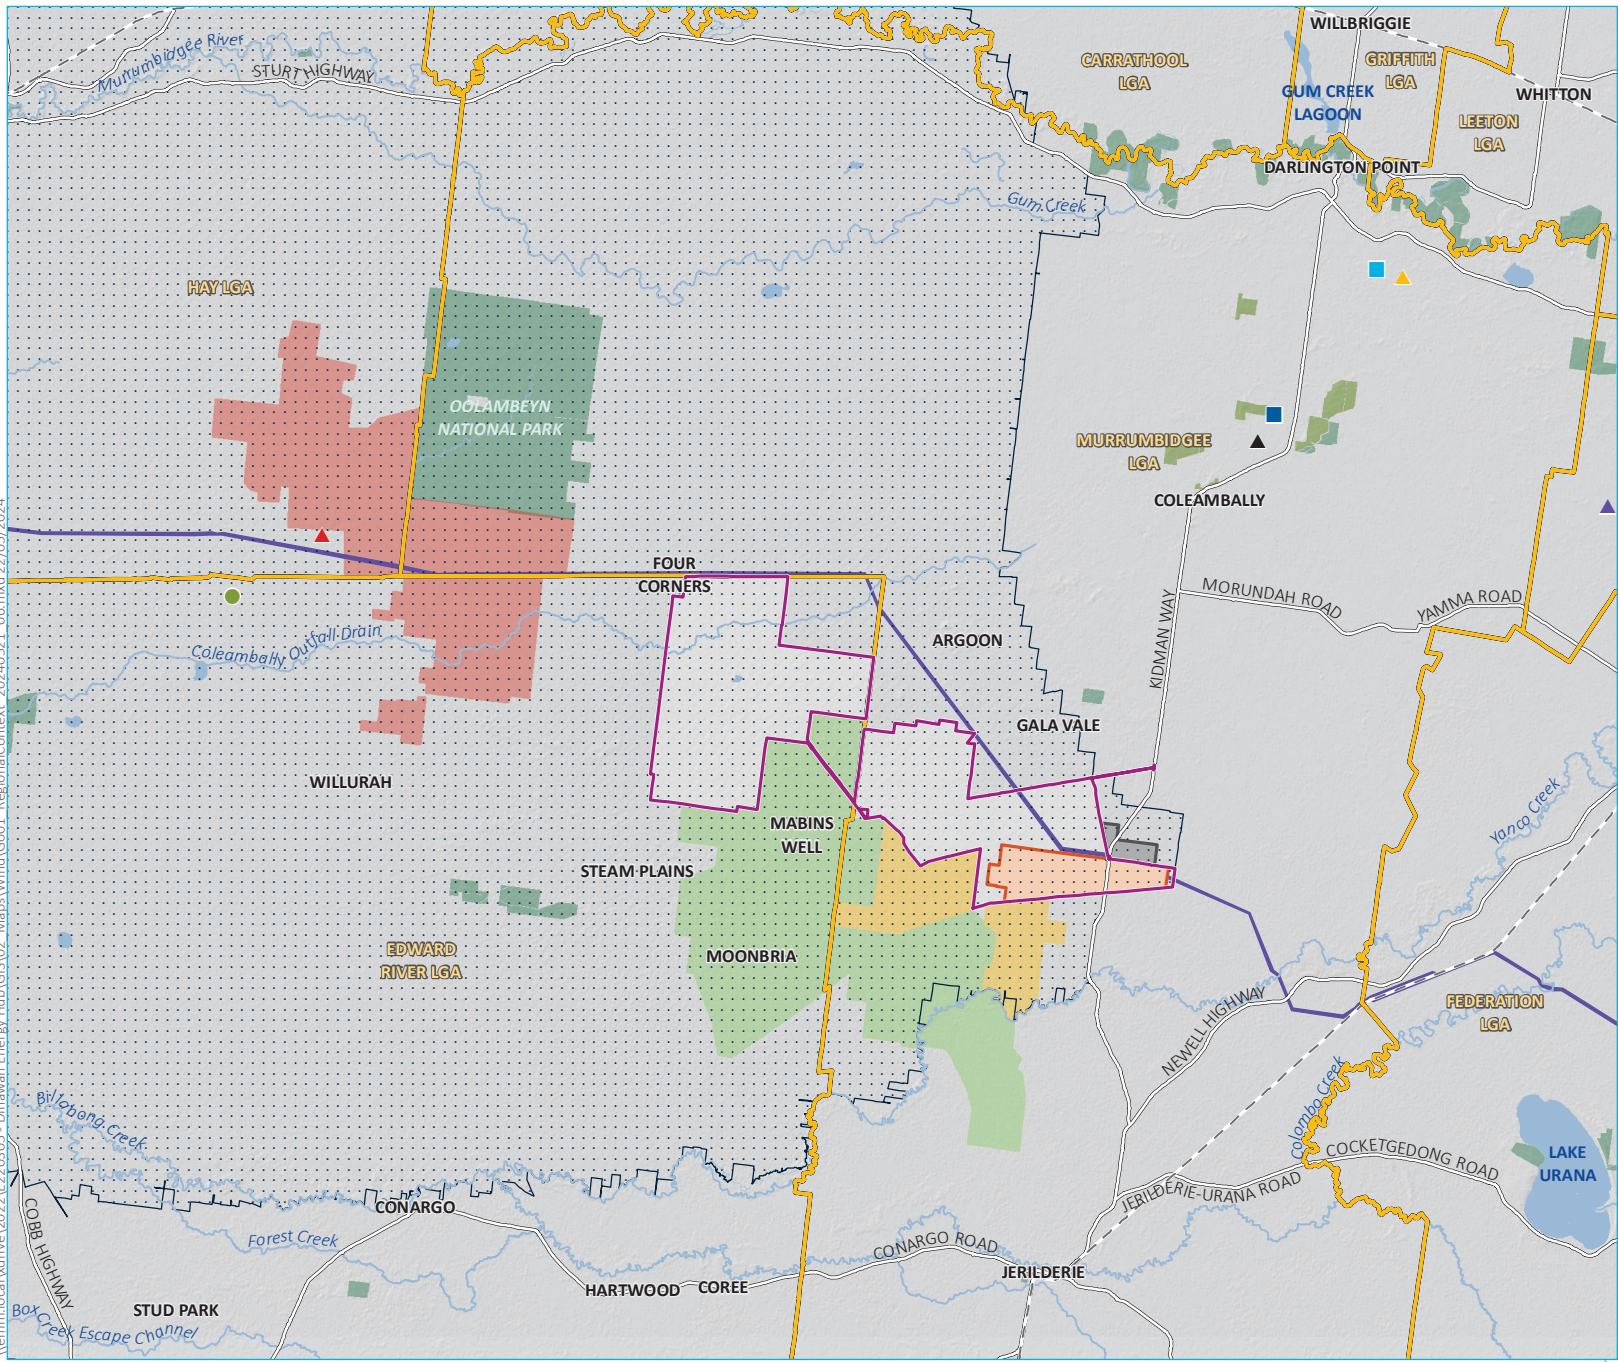 WILLBRIGGIE
Murrumbidgee River
STURT HIGHWAY
CARRATHOOL
LGA
GRIFFITH
LGA
GUM CREEK
LAGOON
WHITTON
LEETON
LGA
DARLINGTON POINT
Gum Creek
HAY LGA
OOLAMBEYN
NATIONAL PARK
MURRUMBIDGEE
LGA
COLEAMBALLY
FOUR
CORNERS
MORUNDAH ROAD
YAMMA ROAD
KIDMAN WAY
Coleambally Outfall Drain
ARGOON
GALA VALE
WILLURAH
MABINS
WELL
Yanco Creek
STEAM PLAINS
EDWARD
RIVER LGA
MOONBRIA
NEWELL HIGHWAY
FEDERATION
LGA
Billabong Creek
Colombo Creek
COCKETGEDONG ROAD
LAKE
URANA
JERILDERIE-URANA ROAD
COBB HIGHWAY
CONARGO
Forest Creek
CONARGO ROAD
JERILDERIE
HARTWOOD
COREE
STUD PARK
Box Creek Escape Channel